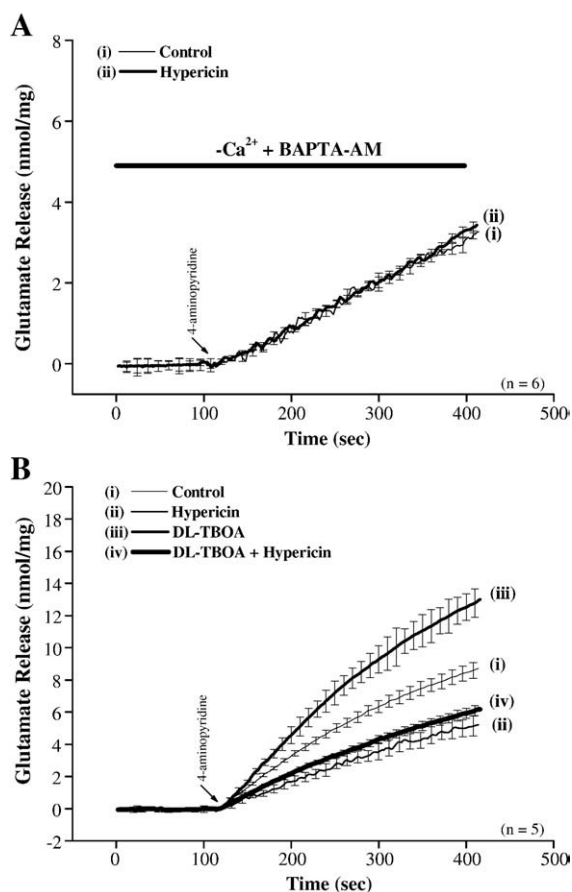 A
(i) Control
(ii) Hypericin
-Ca²⁺ + BAPTA-AM
Glutamate Release (nmol/mg)
8
6
4
2
0
4-aminopyridine
(ii)
(i)
(n = 6)
0 100 200 300 400 500
Time (sec)
B
(i) Control
(ii) Hypericin
(iii) DL-TBOA
(iv) DL-TBOA + Hypericin
Glutamate Release (nmol/mg)
20
18
16
14
12
10
8
6
4
2
0
-2
4-aminopyridine
(iii)
(i)
(iv)
(ii)
(n = 5)
0 100 200 300 400 500
Time (sec)